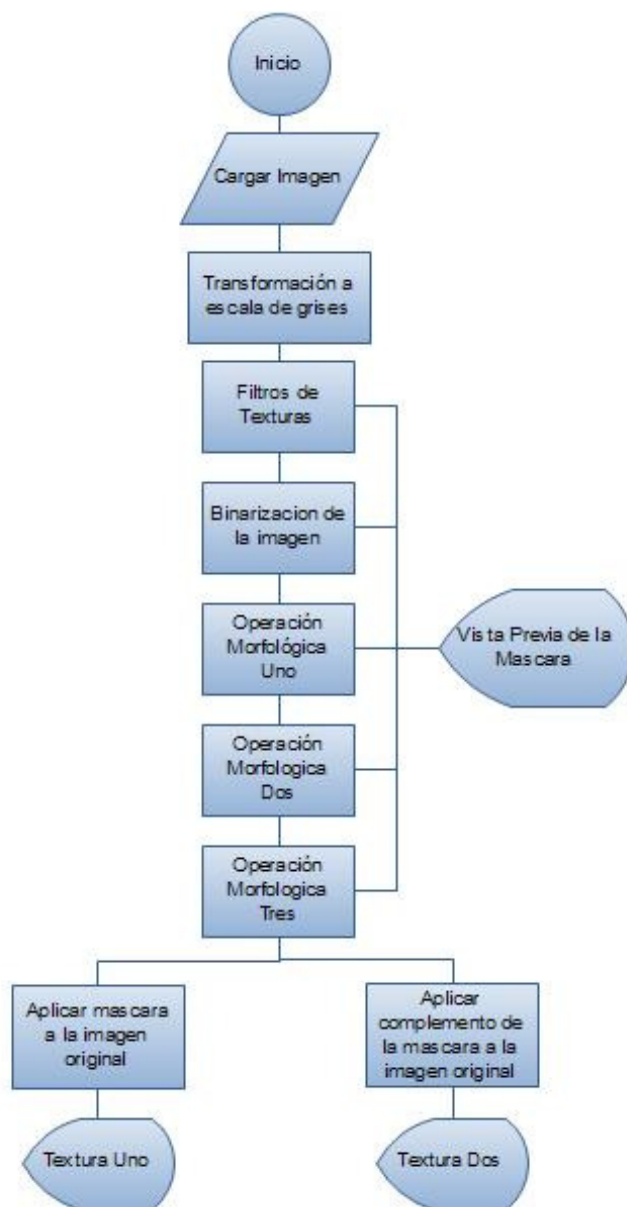 Inicio
Cargar Imagen
Transformación a
escala de grises
Filtros de
Texturas
Binarizacion de
la imagen
Operación
Morfológica
Uno
Vista Previa de la
Mascara
Operación
Morfologica
Dos
Operación
Morfologica
Tres
Aplicar mascara
a la imagen
original
Aplicar
complemento de
la mascara a la
imagen original
Textura Uno
Textura Dos